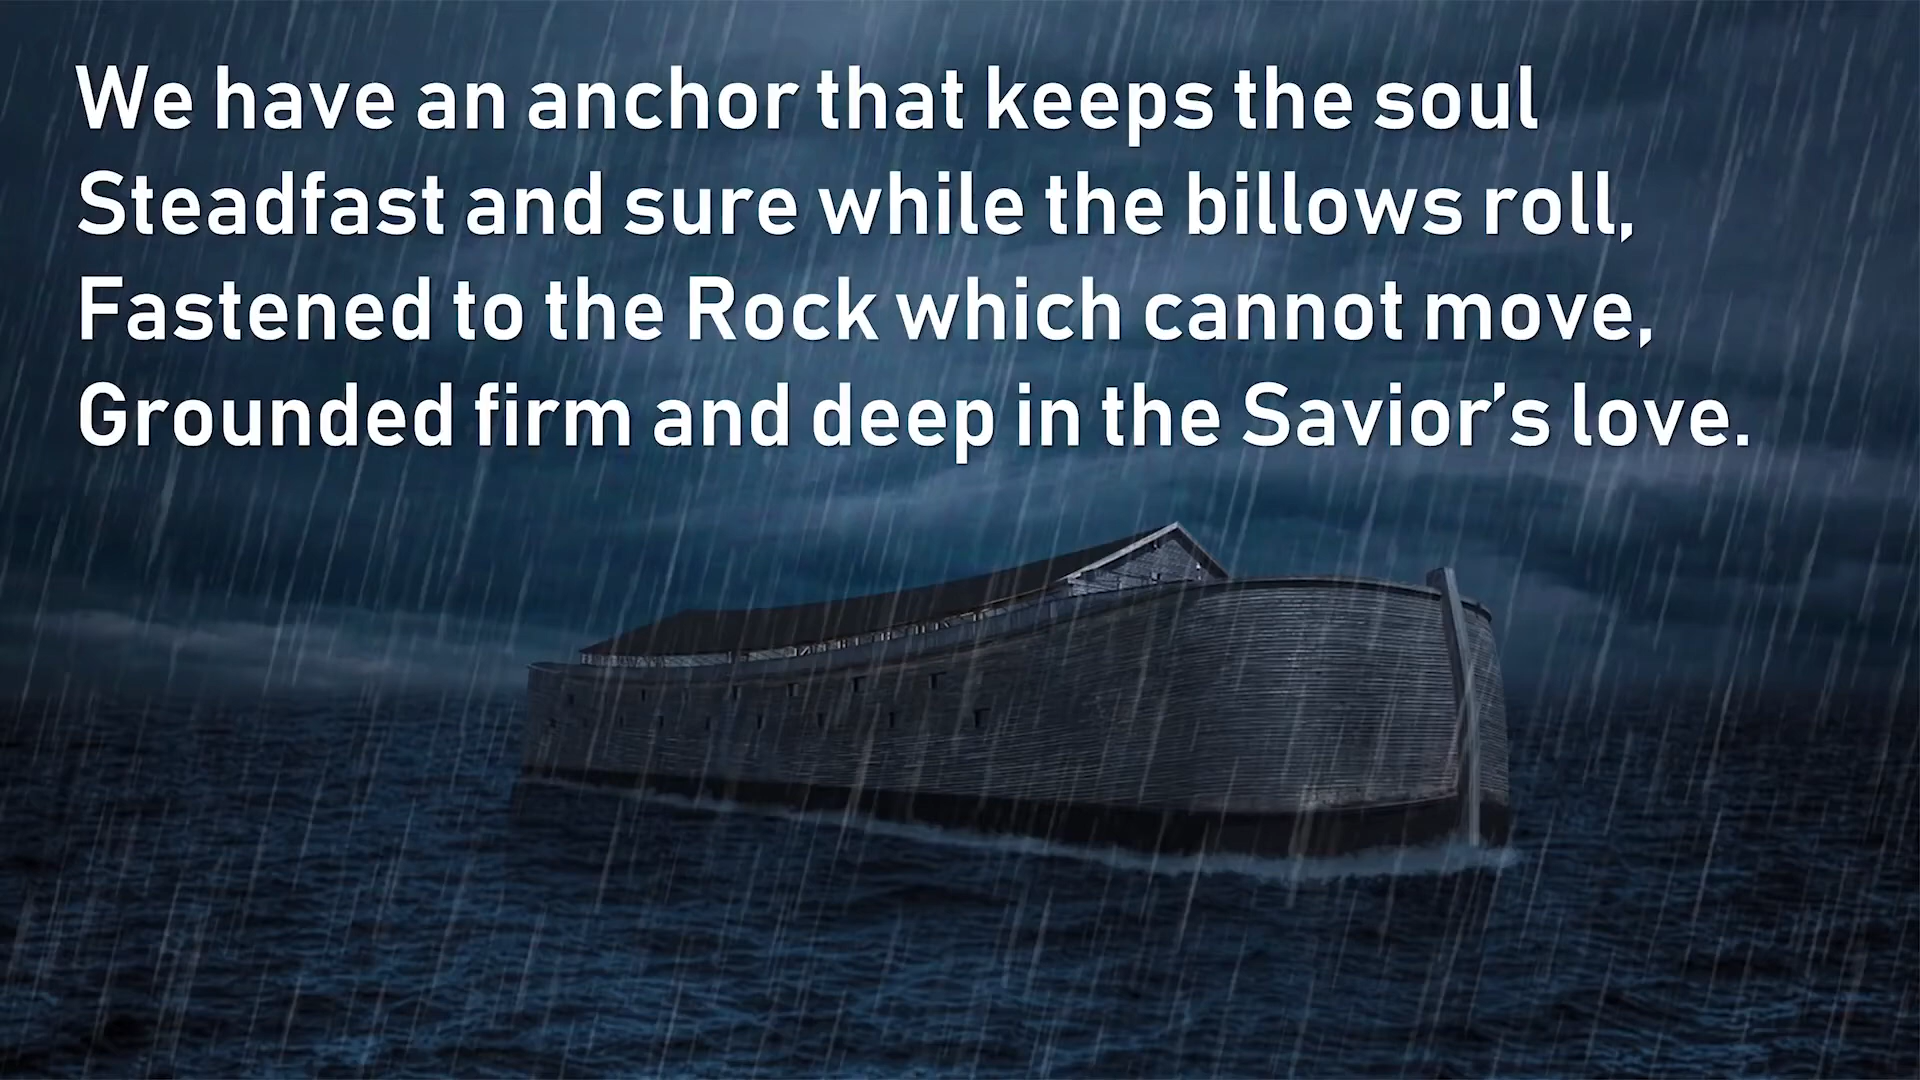 We have an anchor that keeps the soul
Steadfast and sure while the billows roll,
Fastened to the Rock which cannot move,
Grounded firm and deep in the Savior’s love.